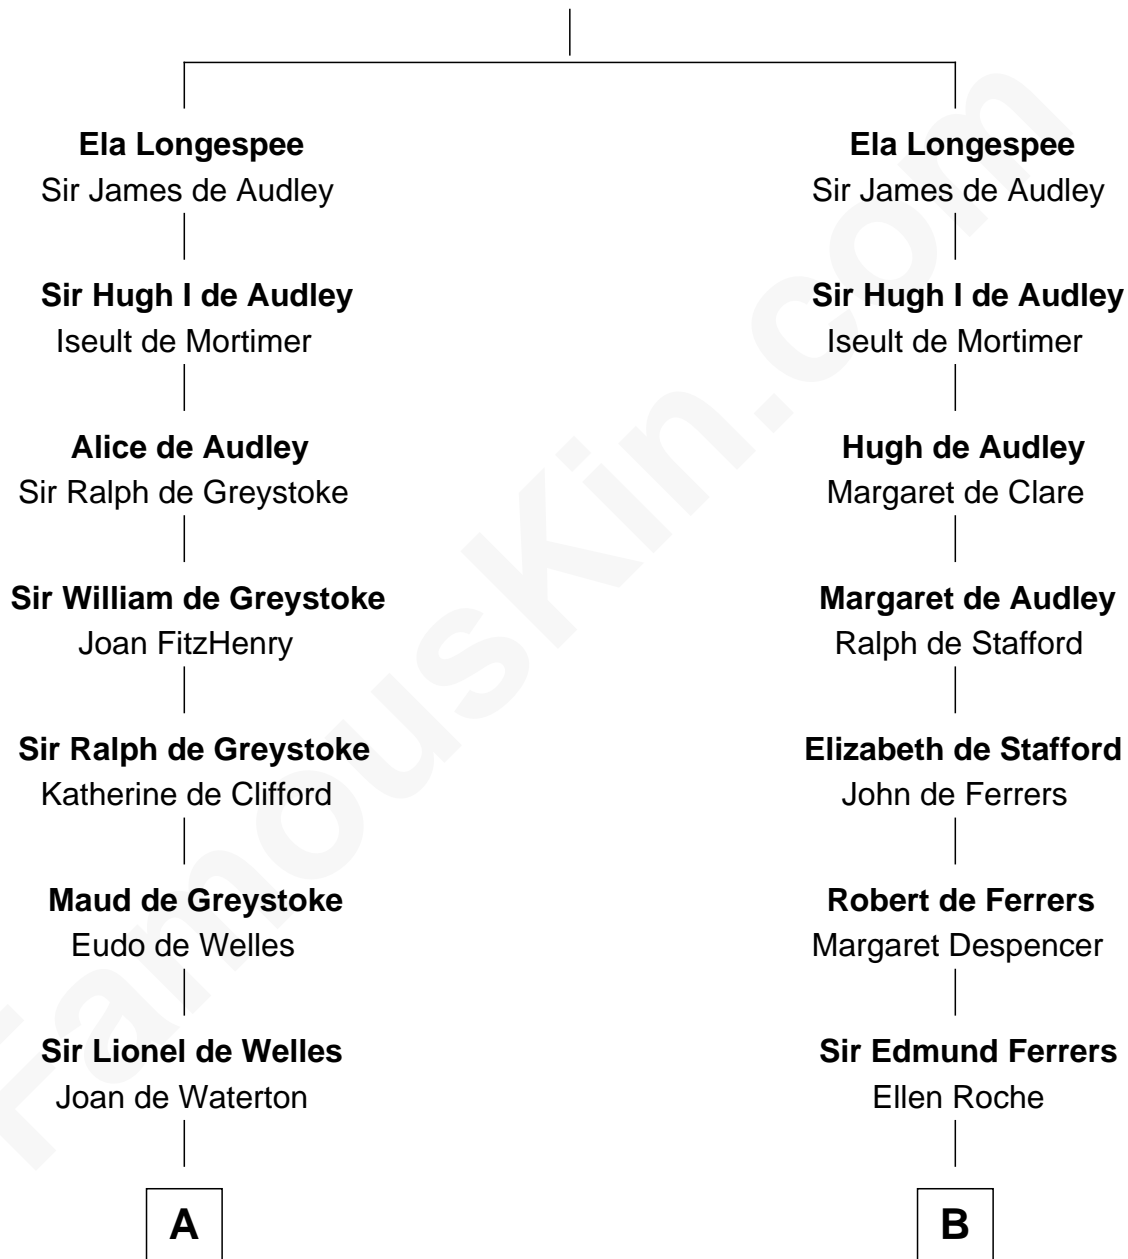 Ela Longespee
Sir James de Audley
Sir Hugh I de Audley
Iseult de Mortimer
Alice de Audley
Sir Ralph de Greystoke
Sir William de Greystoke
Joan FitzHenry
Sir Ralph de Greystoke
Katherine de Clifford
Maud de Greystoke
Eudo de Welles
Sir Lionel de Welles
Joan de Waterton
A
Ela Longespee
Sir James de Audley
Sir Hugh I de Audley
Iseult de Mortimer
Hugh de Audley
Margaret de Clare
Margaret de Audley
Ralph de Stafford
Elizabeth de Stafford
John de Ferrers
Robert de Ferrers
Margaret Despencer
Sir Edmund Ferrers
Ellen Roche
B
FamousKin.com